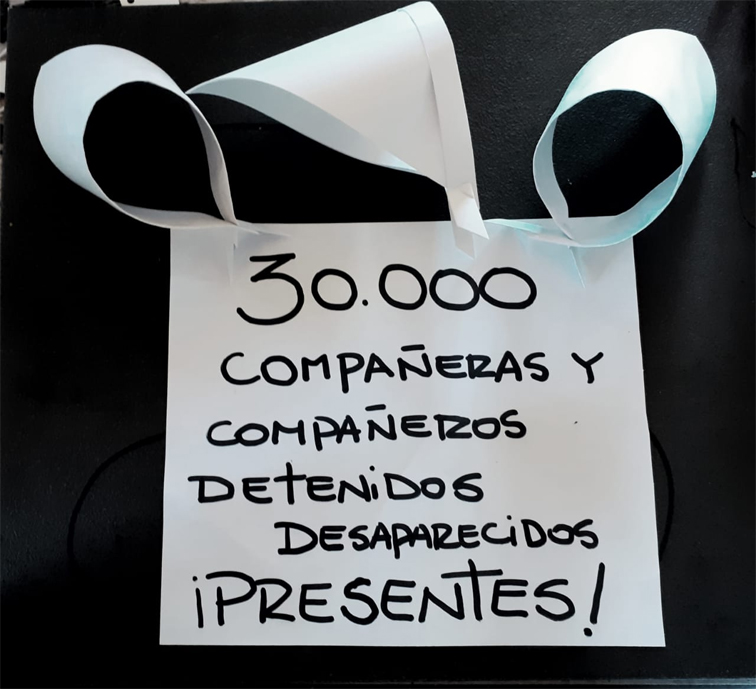 30.000
COMPAÑERAS Y
COMPAÑEROS
DETENIDOS
DESAPARECIDOS
¡PRESENTES!